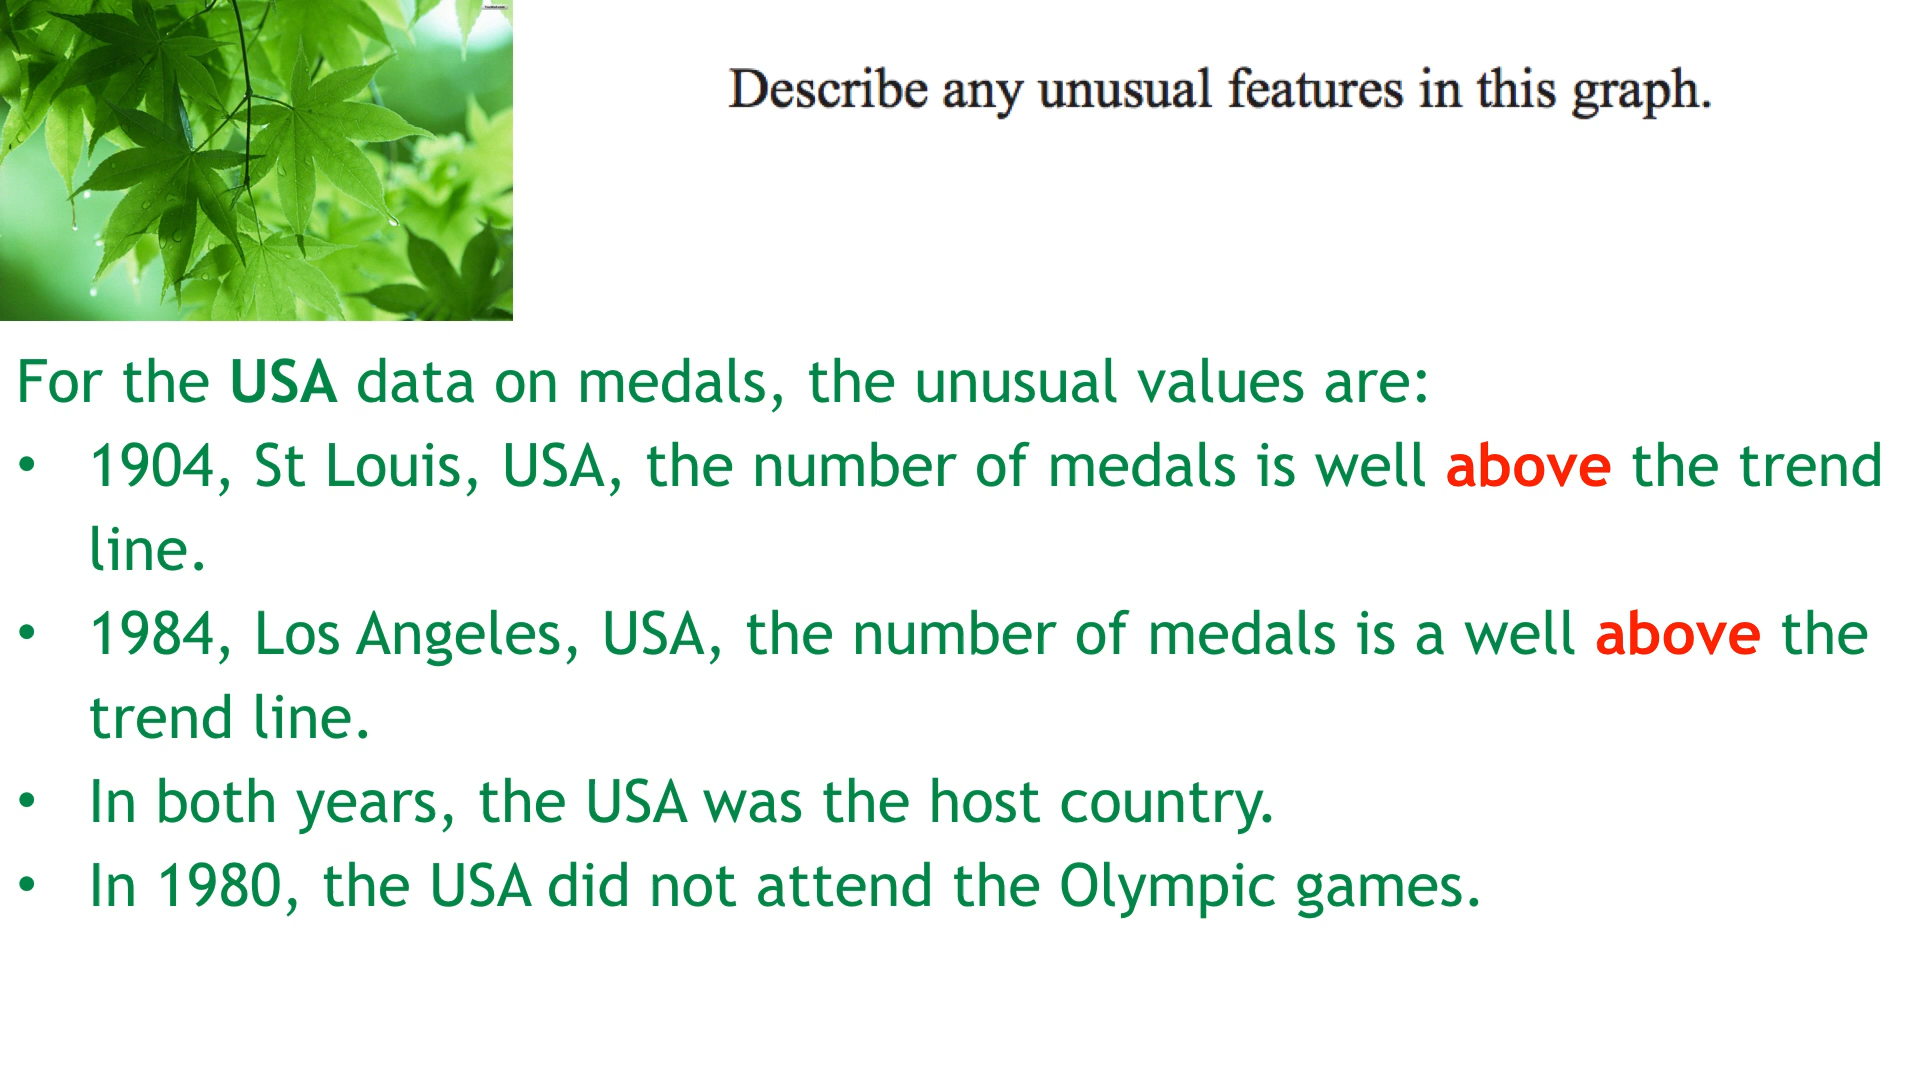 Describe any unusual features in this graph.
For the USA data on medals, the unusual values are:
• 1904, St Louis, USA, the number of medals is well above the trend
line.
• 1984, Los Angeles, USA, the number of medals is a well above the
trend line.
• In both years, the USA was the host country.
• In 1980, the USA did not attend the Olympic games.